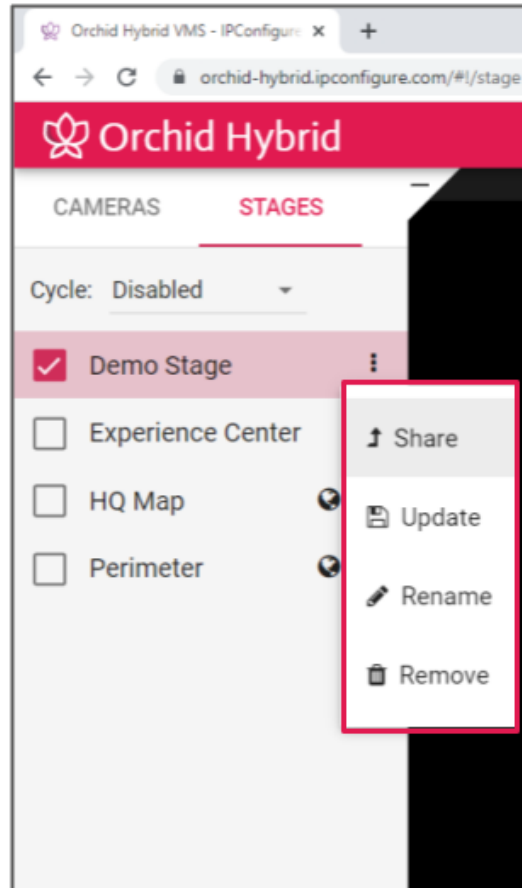 Orchid Hybrid VMS - IPConfigure
orchid-hybrid.ipconfigure.com/#!/stage
Orchid Hybrid
CAMERAS STAGES
Cycle: Disabled
Demo Stage
Experience Center
HQ Map
Perimeter
Share
Update
Rename
Remove